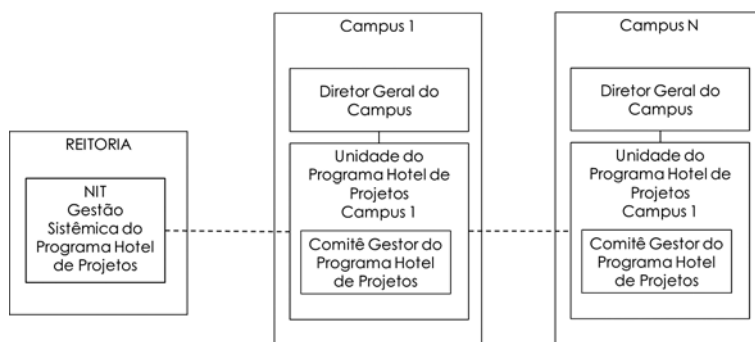 REITORIA
NIT
Gestão
Sistêmica do
Programa Hotel
de Projetos
Campus 1
Diretor Geral do
Campus
Unidade do
Programa Hotel de
Projetos
Campus 1
Comitê Gestor do
Programa Hotel
de Projetos
Campus N
Diretor Geral do
Campus
Unidade do
Programa Hotel de
Projetos
Campus 1
Comitê Gestor do
Programa Hotel
de Projetos